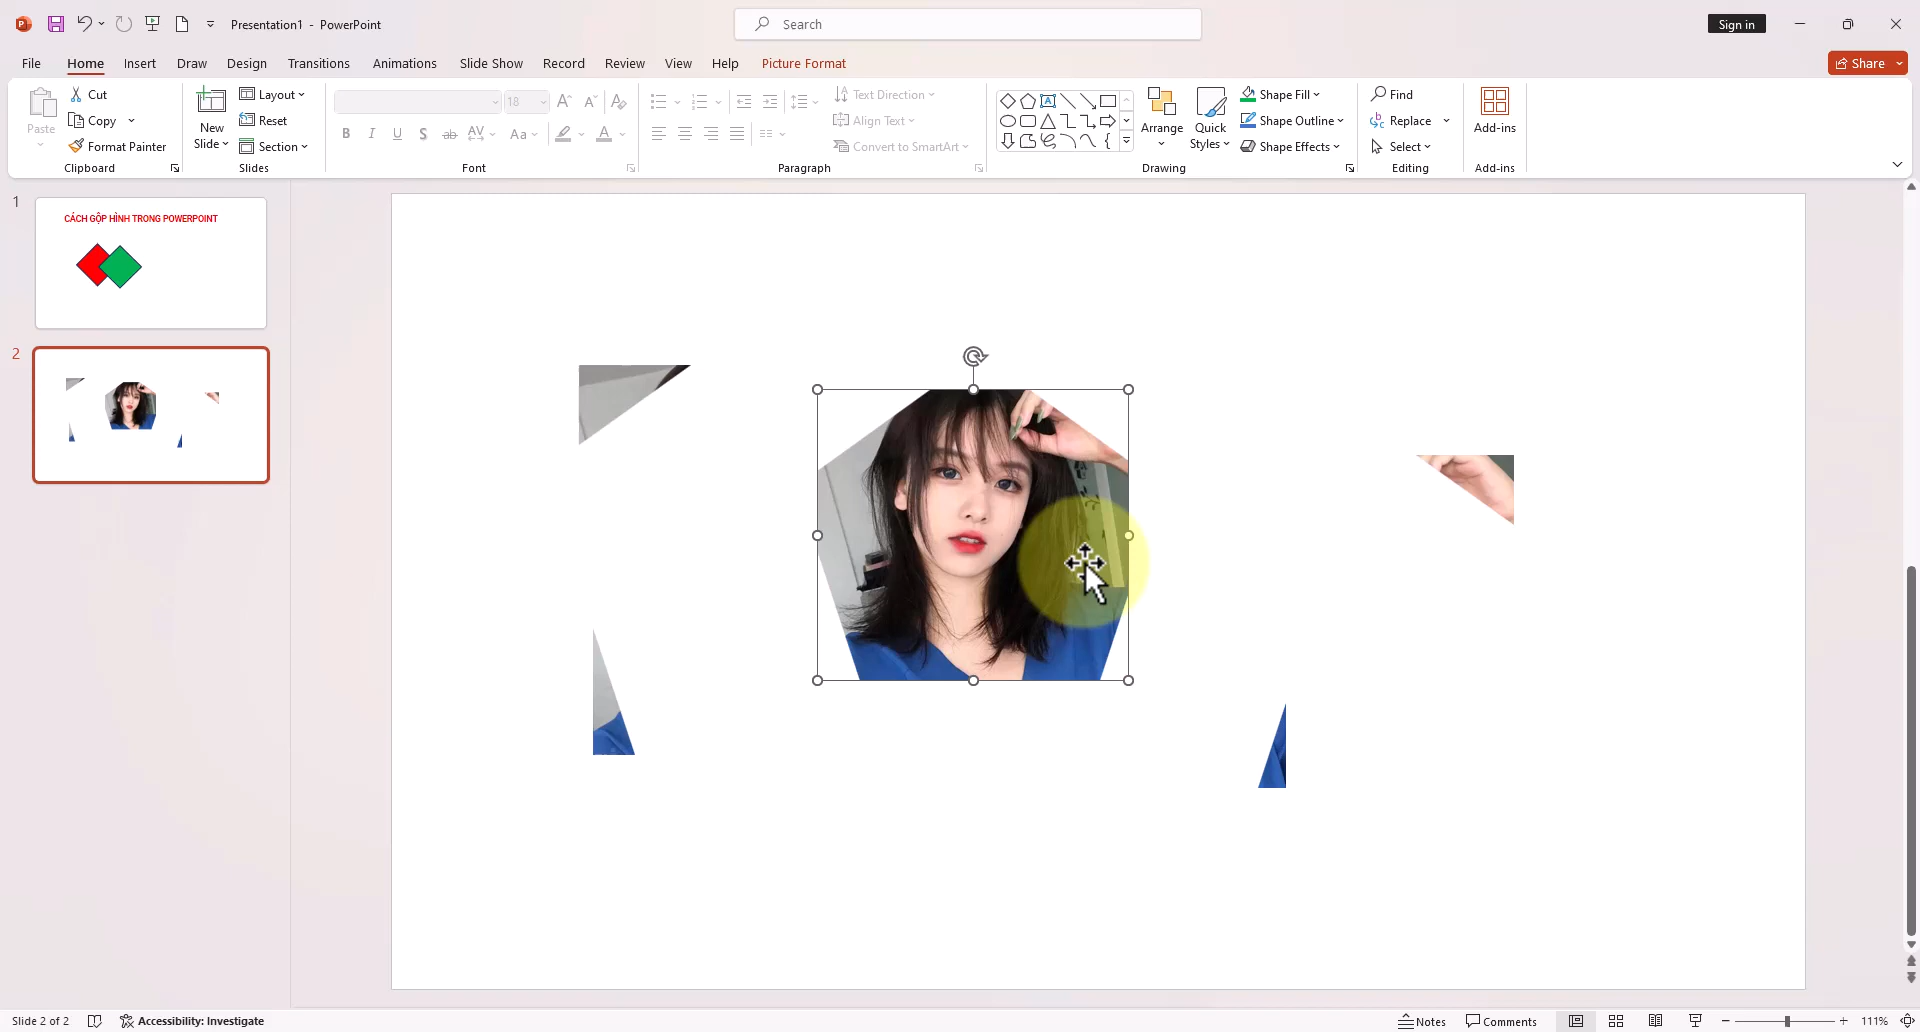 Presentation1 - PowerPoint
Search
Sign in
File Home Insert Draw Design Transitions Animations Slide Show Record Review View Help Picture Format
Share
Paste
Cut
Copy
Format Painter
Clipboard
New
Slide
Layout
Reset
Section
Slides
18
B I U S ab AV Aa A
Font
Text Direction
Align Text
Convert to SmartArt
Paragraph
Arrange
Quick
Styles
Shape Fill
Shape Outline
Shape Effects
Drawing
Find
Replace
Select
Editing
Add-ins
Add-ins
1
CÁCH GỘP HÌNH TRONG POWERPOINT
2
Slide 2 of 2
Accessibility: Investigate
Notes
Comments
111%